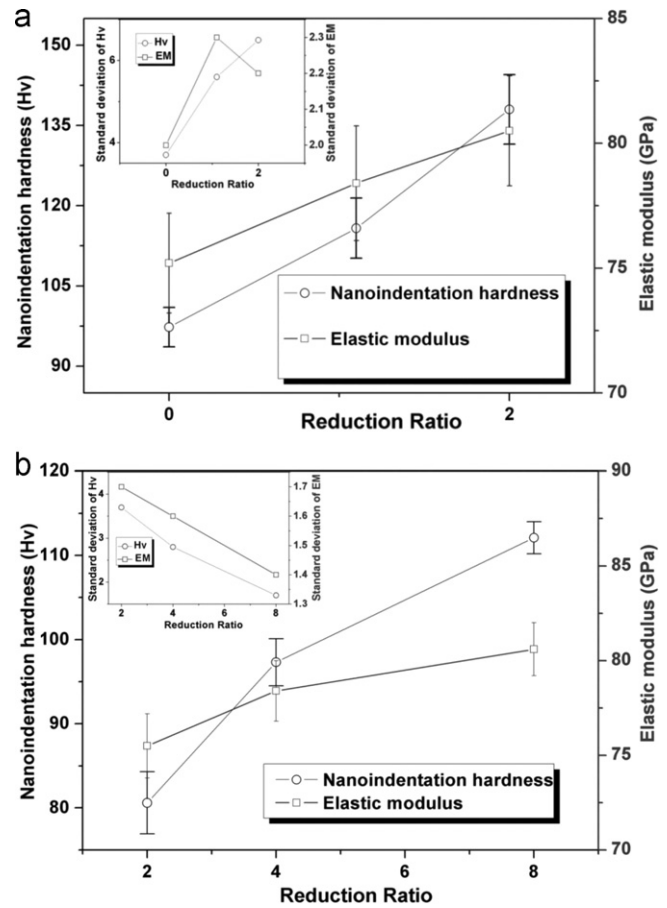 a
Nanoindentation hardness (Hv)
155
150
135
120
105
90
Standard deviation of Hv
6
4
Hv
EM
2.3
2.2
2.1
2.0
Standard deviation of EM
0
2
Reduction Ratio
85
80
75
70
Elastic modulus (GPa)
Nanoindentation hardness
Elastic modulus
0
2
Reduction Ratio
b
Nanoindentation hardness (Hv)
120
110
100
90
80
Standard deviation of Hv
4
3
2
Hv
EM
1.7
1.6
1.5
1.4
1.3
Standard deviation of EM
2
4
6
8
Reduction Ratio
90
85
80
75
70
Elastic modulus (GPa)
Nanoindentation hardness
Elastic modulus
2
4
6
8
Reduction Ratio